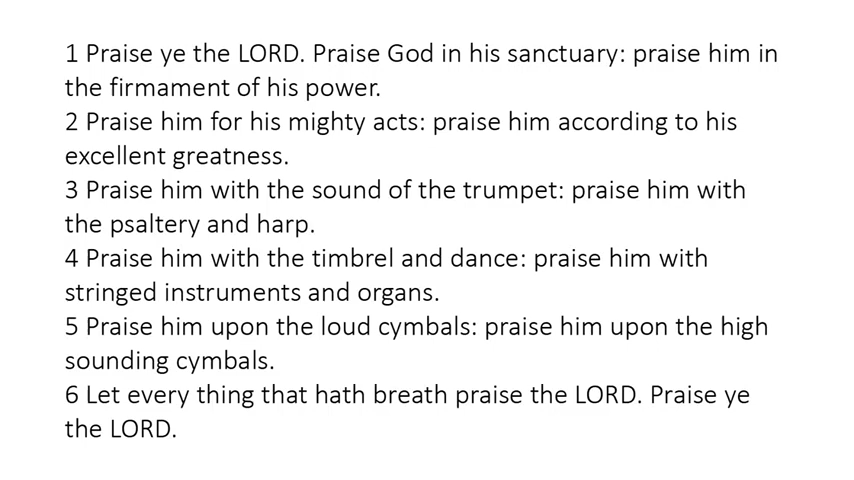 1 Praise ye the LORD. Praise God in his sanctuary: praise him in
the firmament of his power.
2 Praise him for his mighty acts: praise him according to his
excellent greatness.
3 Praise him with the sound of the trumpet: praise him with
the psaltery and harp.
4 Praise him with the timbrel and dance: praise him with
stringed instruments and organs.
5 Praise him upon the loud cymbals: praise him upon the high
sounding cymbals.
6 Let every thing that hath breath praise the LORD. Praise ye
the LORD.